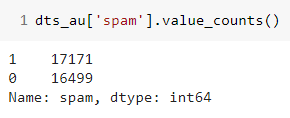 1 dts_au['spam'].value_counts()
1    17171
0    16499
Name: spam, dtype: int64